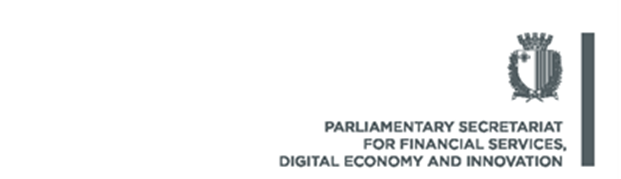 PARLIAMENTARY SECRETARIAT
FOR FINANCIAL SERVICES,
DIGITAL ECONOMY AND INNOVATION